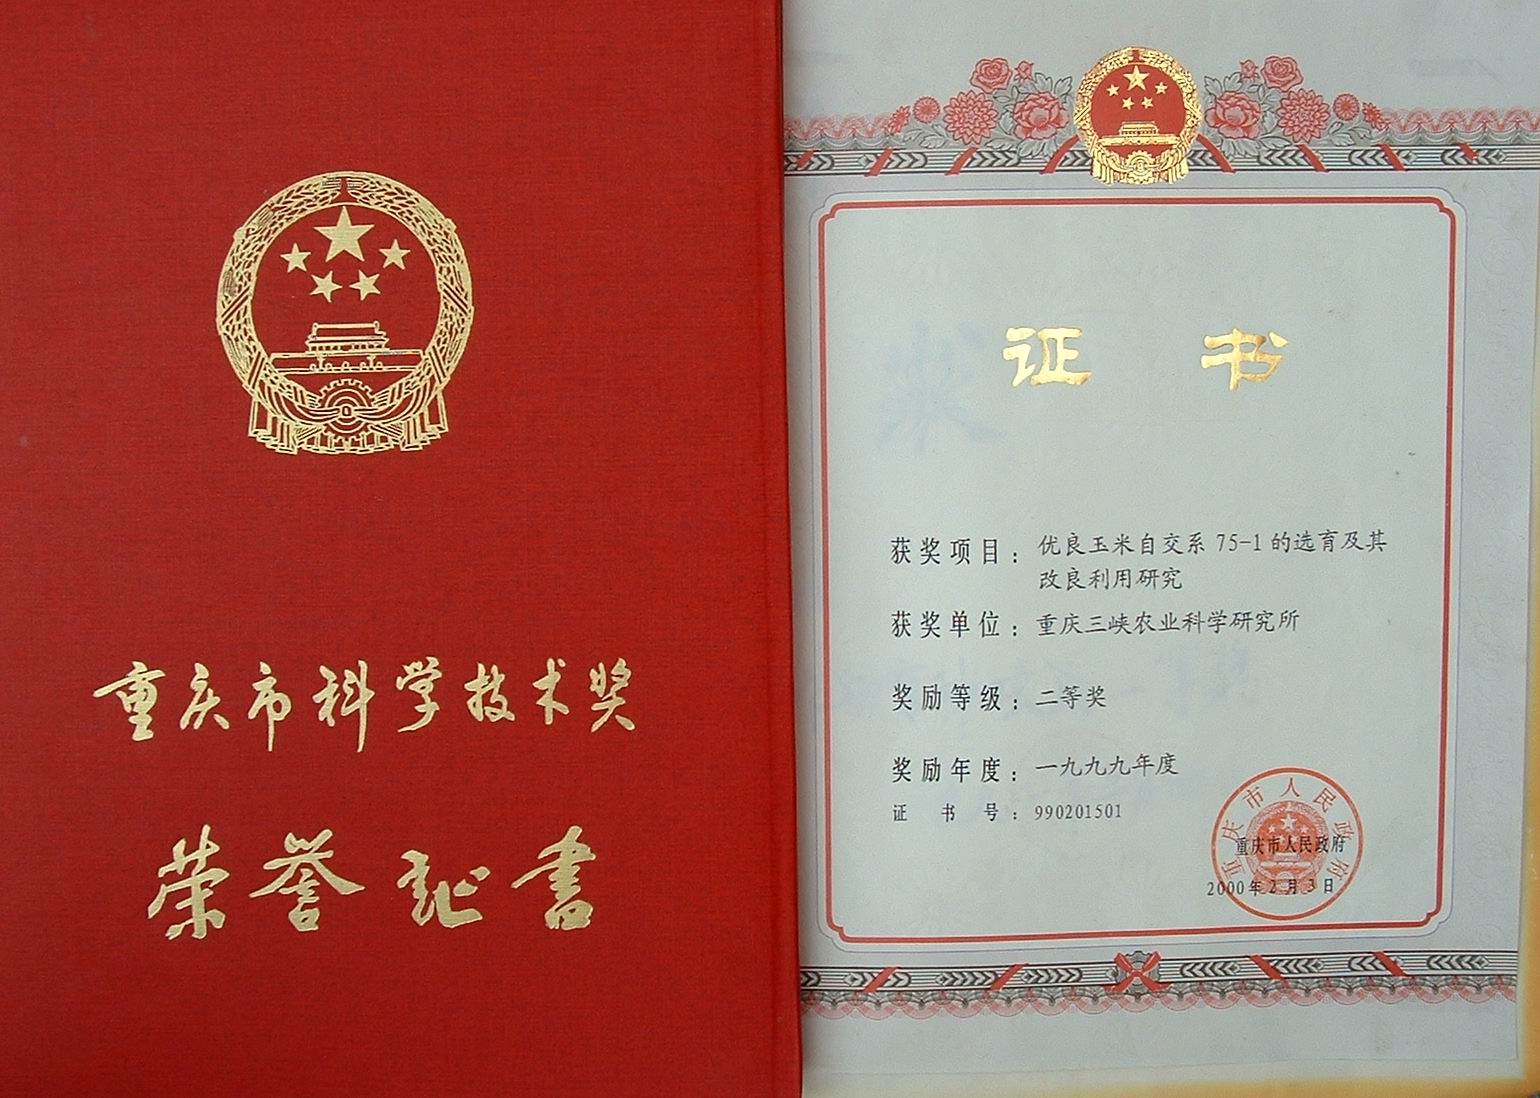 重庆市科学技术奖
荣誉证书
证书
获奖项目：优良玉米自交系75-1的选育及其
改良利用研究
获奖单位：重庆三峡农业科学研究所
奖励等级：二等奖
奖励年度：一九九九年度
证书号：990201501
重庆市人民政府
重庆市人民政府
2000年2月3日